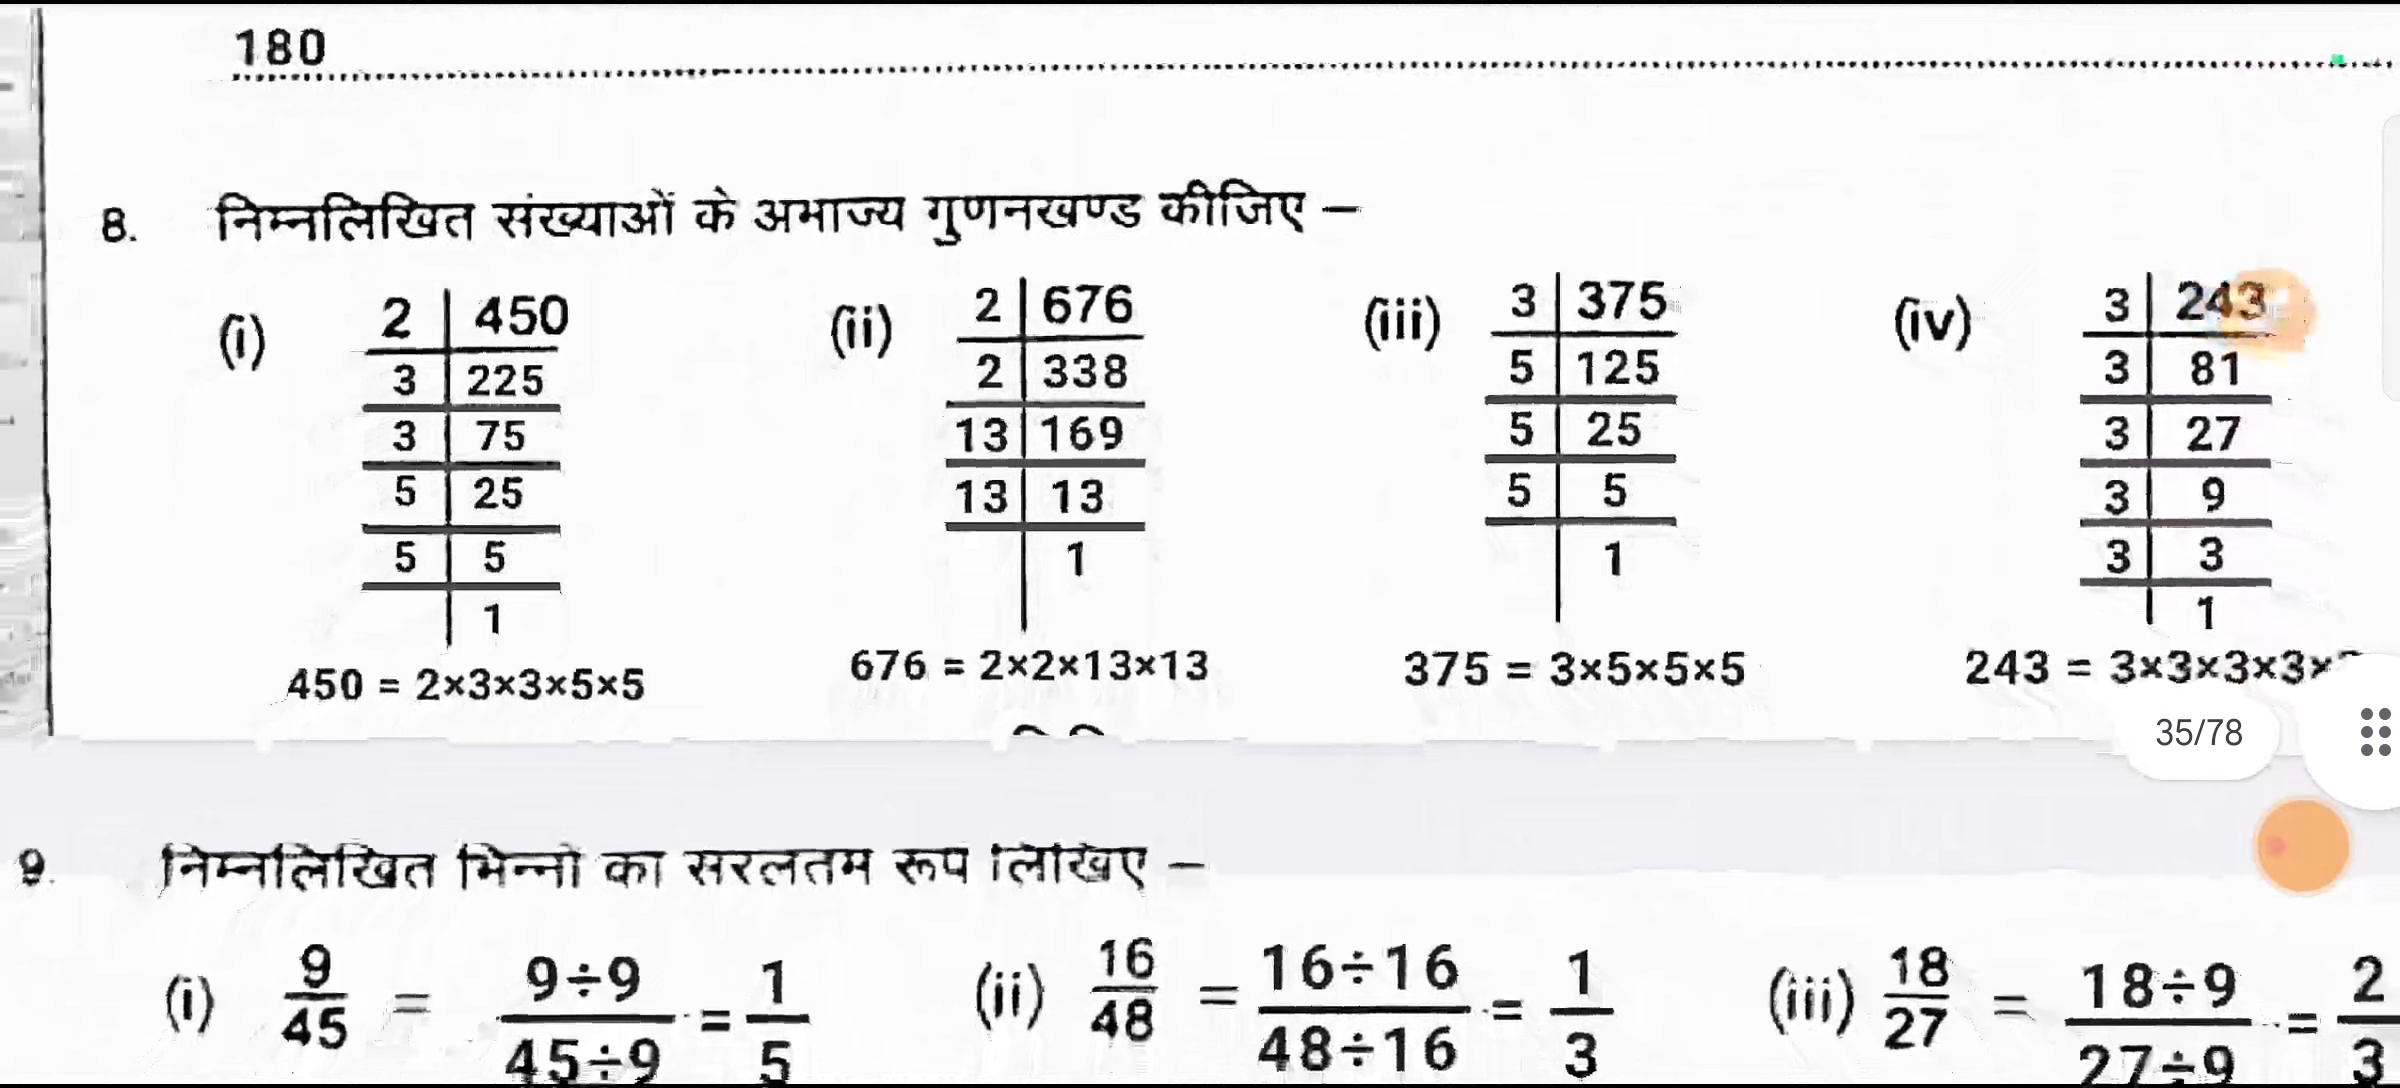 180
8. निम्नलिखित संख्याओं के अभाज्य गुणनखण्ड कीजिए –
(i) 2 | 450
3 | 225
3 | 75
5 | 25
5 | 5
1
450 = 2×3×3×5×5
(ii) 2 | 676
2 | 338
13 | 169
13 | 13
1
676 = 2×2×13×13
(iii) 3 | 375
5 | 125
5 | 25
5 | 5
1
375 = 3×5×5×5
(iv) 3 | 243
3 | 81
3 | 27
3 | 9
3 | 3
1
243 = 3×3×3×3×
35/78
9. निम्नलिखित भिन्नो का सरलतम रूप लिखिए –
(i) 9/45 = 9÷9/45÷9 = 1/5 (ii) 16/48 = 16÷16/48÷16 = 1/3 (iii) 18/27 = 18÷9/27÷9 = 2/3